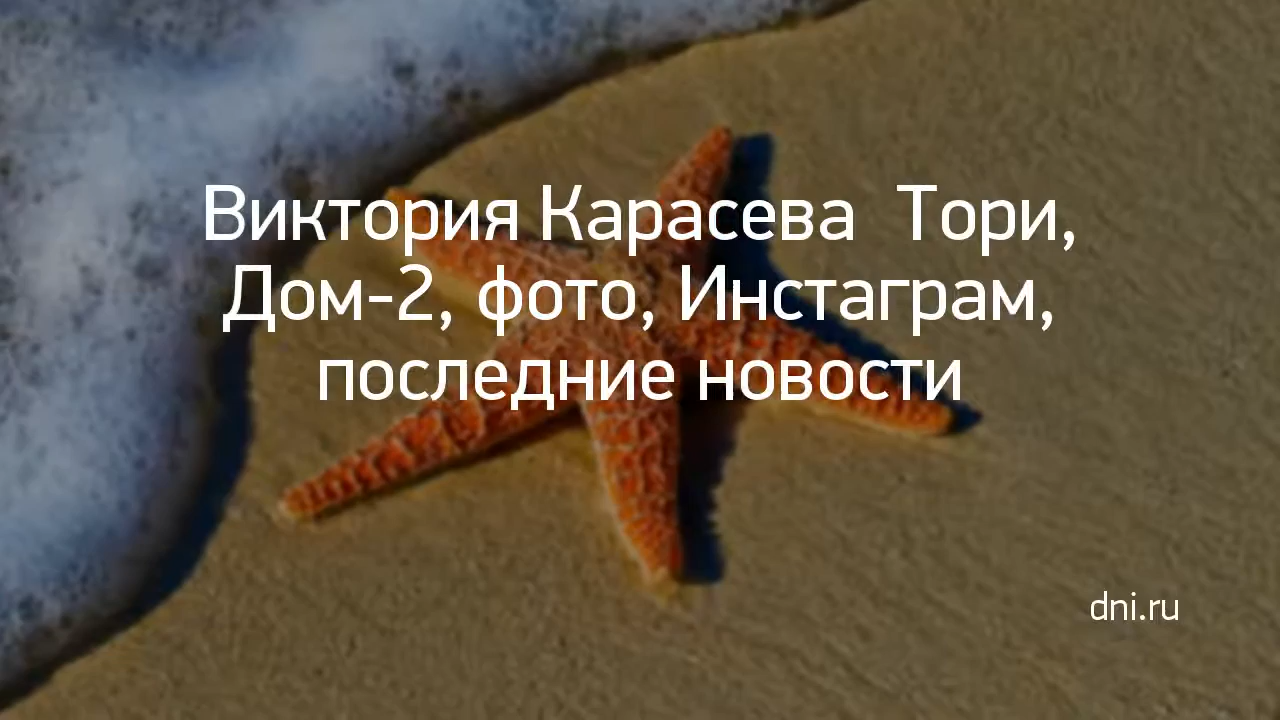 Виктория Карасева  Тори,
Дом-2, фото, Инстаграм,
последние новости
dni.ru